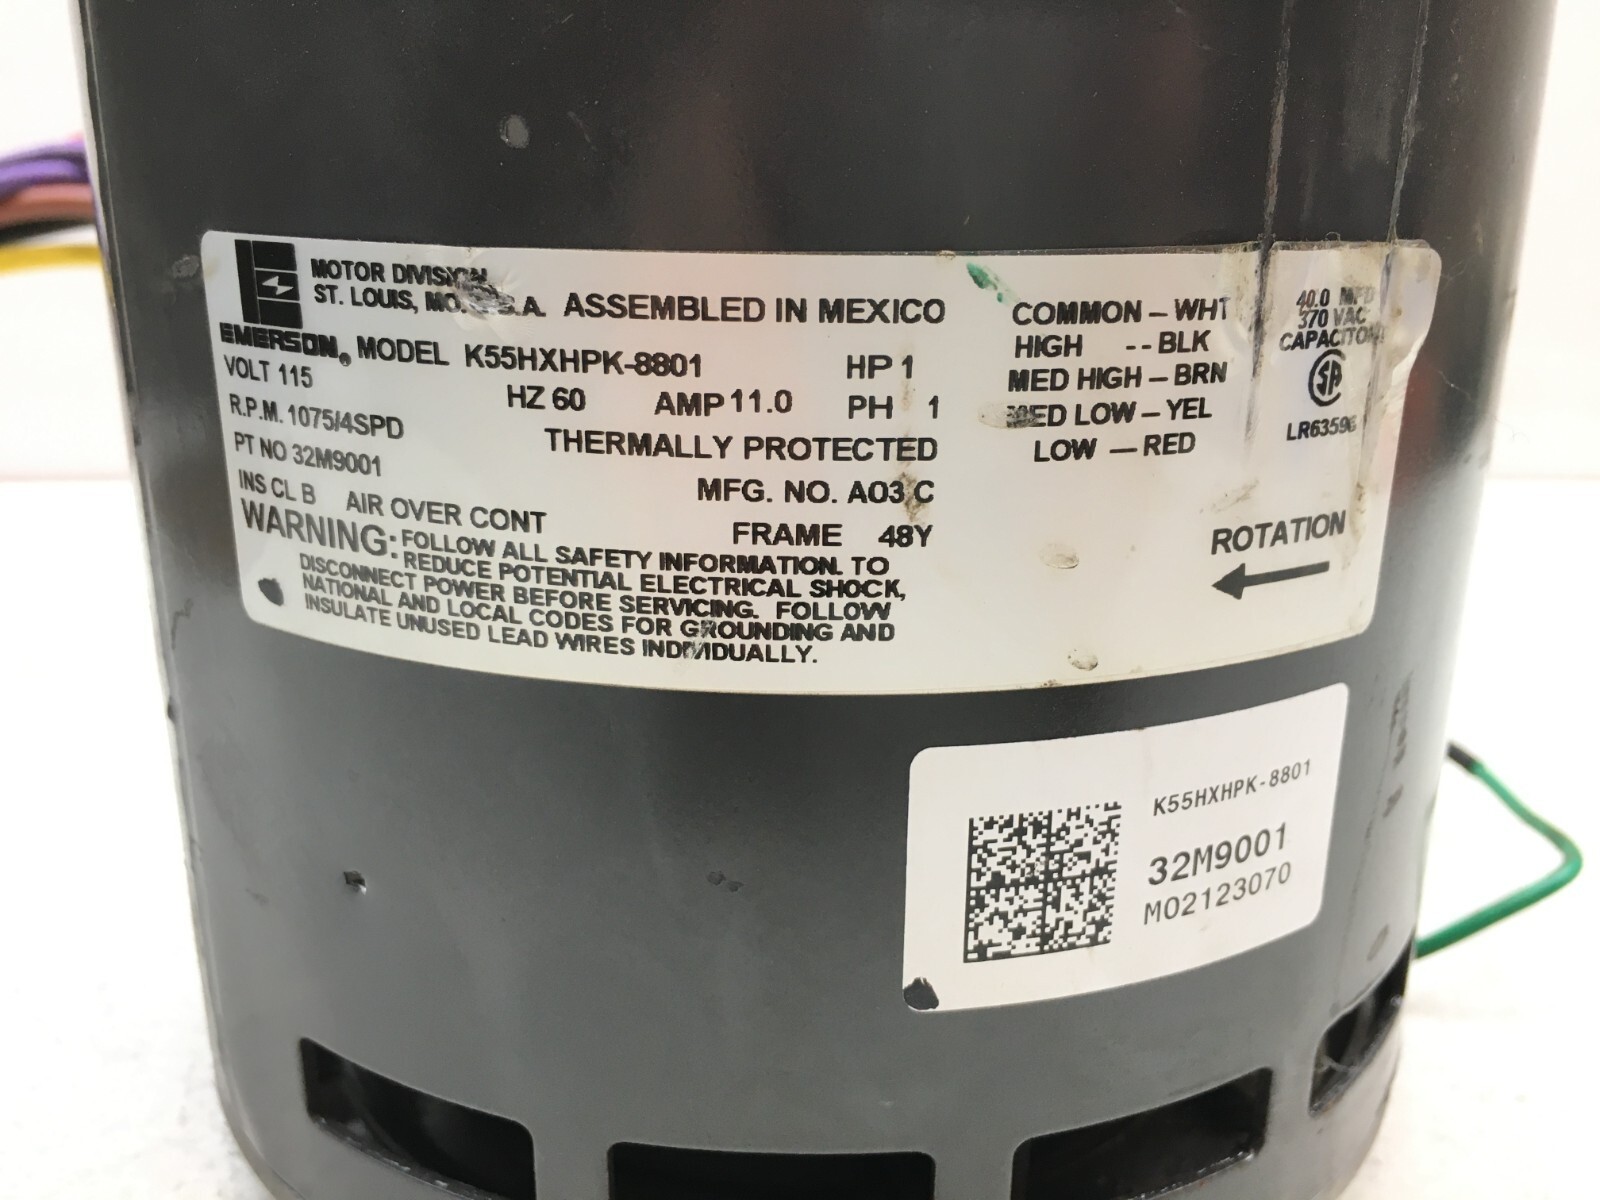 MOTOR DIVISION
ST. LOUIS, MO. U.S.A. ASSEMBLED IN MEXICO
EMERSON® MODEL K55HXHPK-8801 HP 1
VOLT 115 HZ 60 AMP 11.0 PH 1
R.P.M. 1075/4SPD THERMALLY PROTECTED
PT NO 32M9001 MFG. NO. A03 C
INS CL B AIR OVER CONT FRAME 48Y
WARNING: FOLLOW ALL SAFETY INFORMATION. TO
REDUCE POTENTIAL ELECTRICAL SHOCK,
DISCONNECT POWER BEFORE SERVICING. FOLLOW
NATIONAL AND LOCAL CODES FOR GROUNDING AND
INSULATE UNUSED LEAD WIRES INDIVIDUALLY.
COMMON – WHT
HIGH -- BLK
MED HIGH – BRN
MED LOW – YEL
LOW — RED
40.0 MFD
370 VAC
CAPACITOR
SA
ROTATION
K55HXHPK-8801
32M9001
M02123070